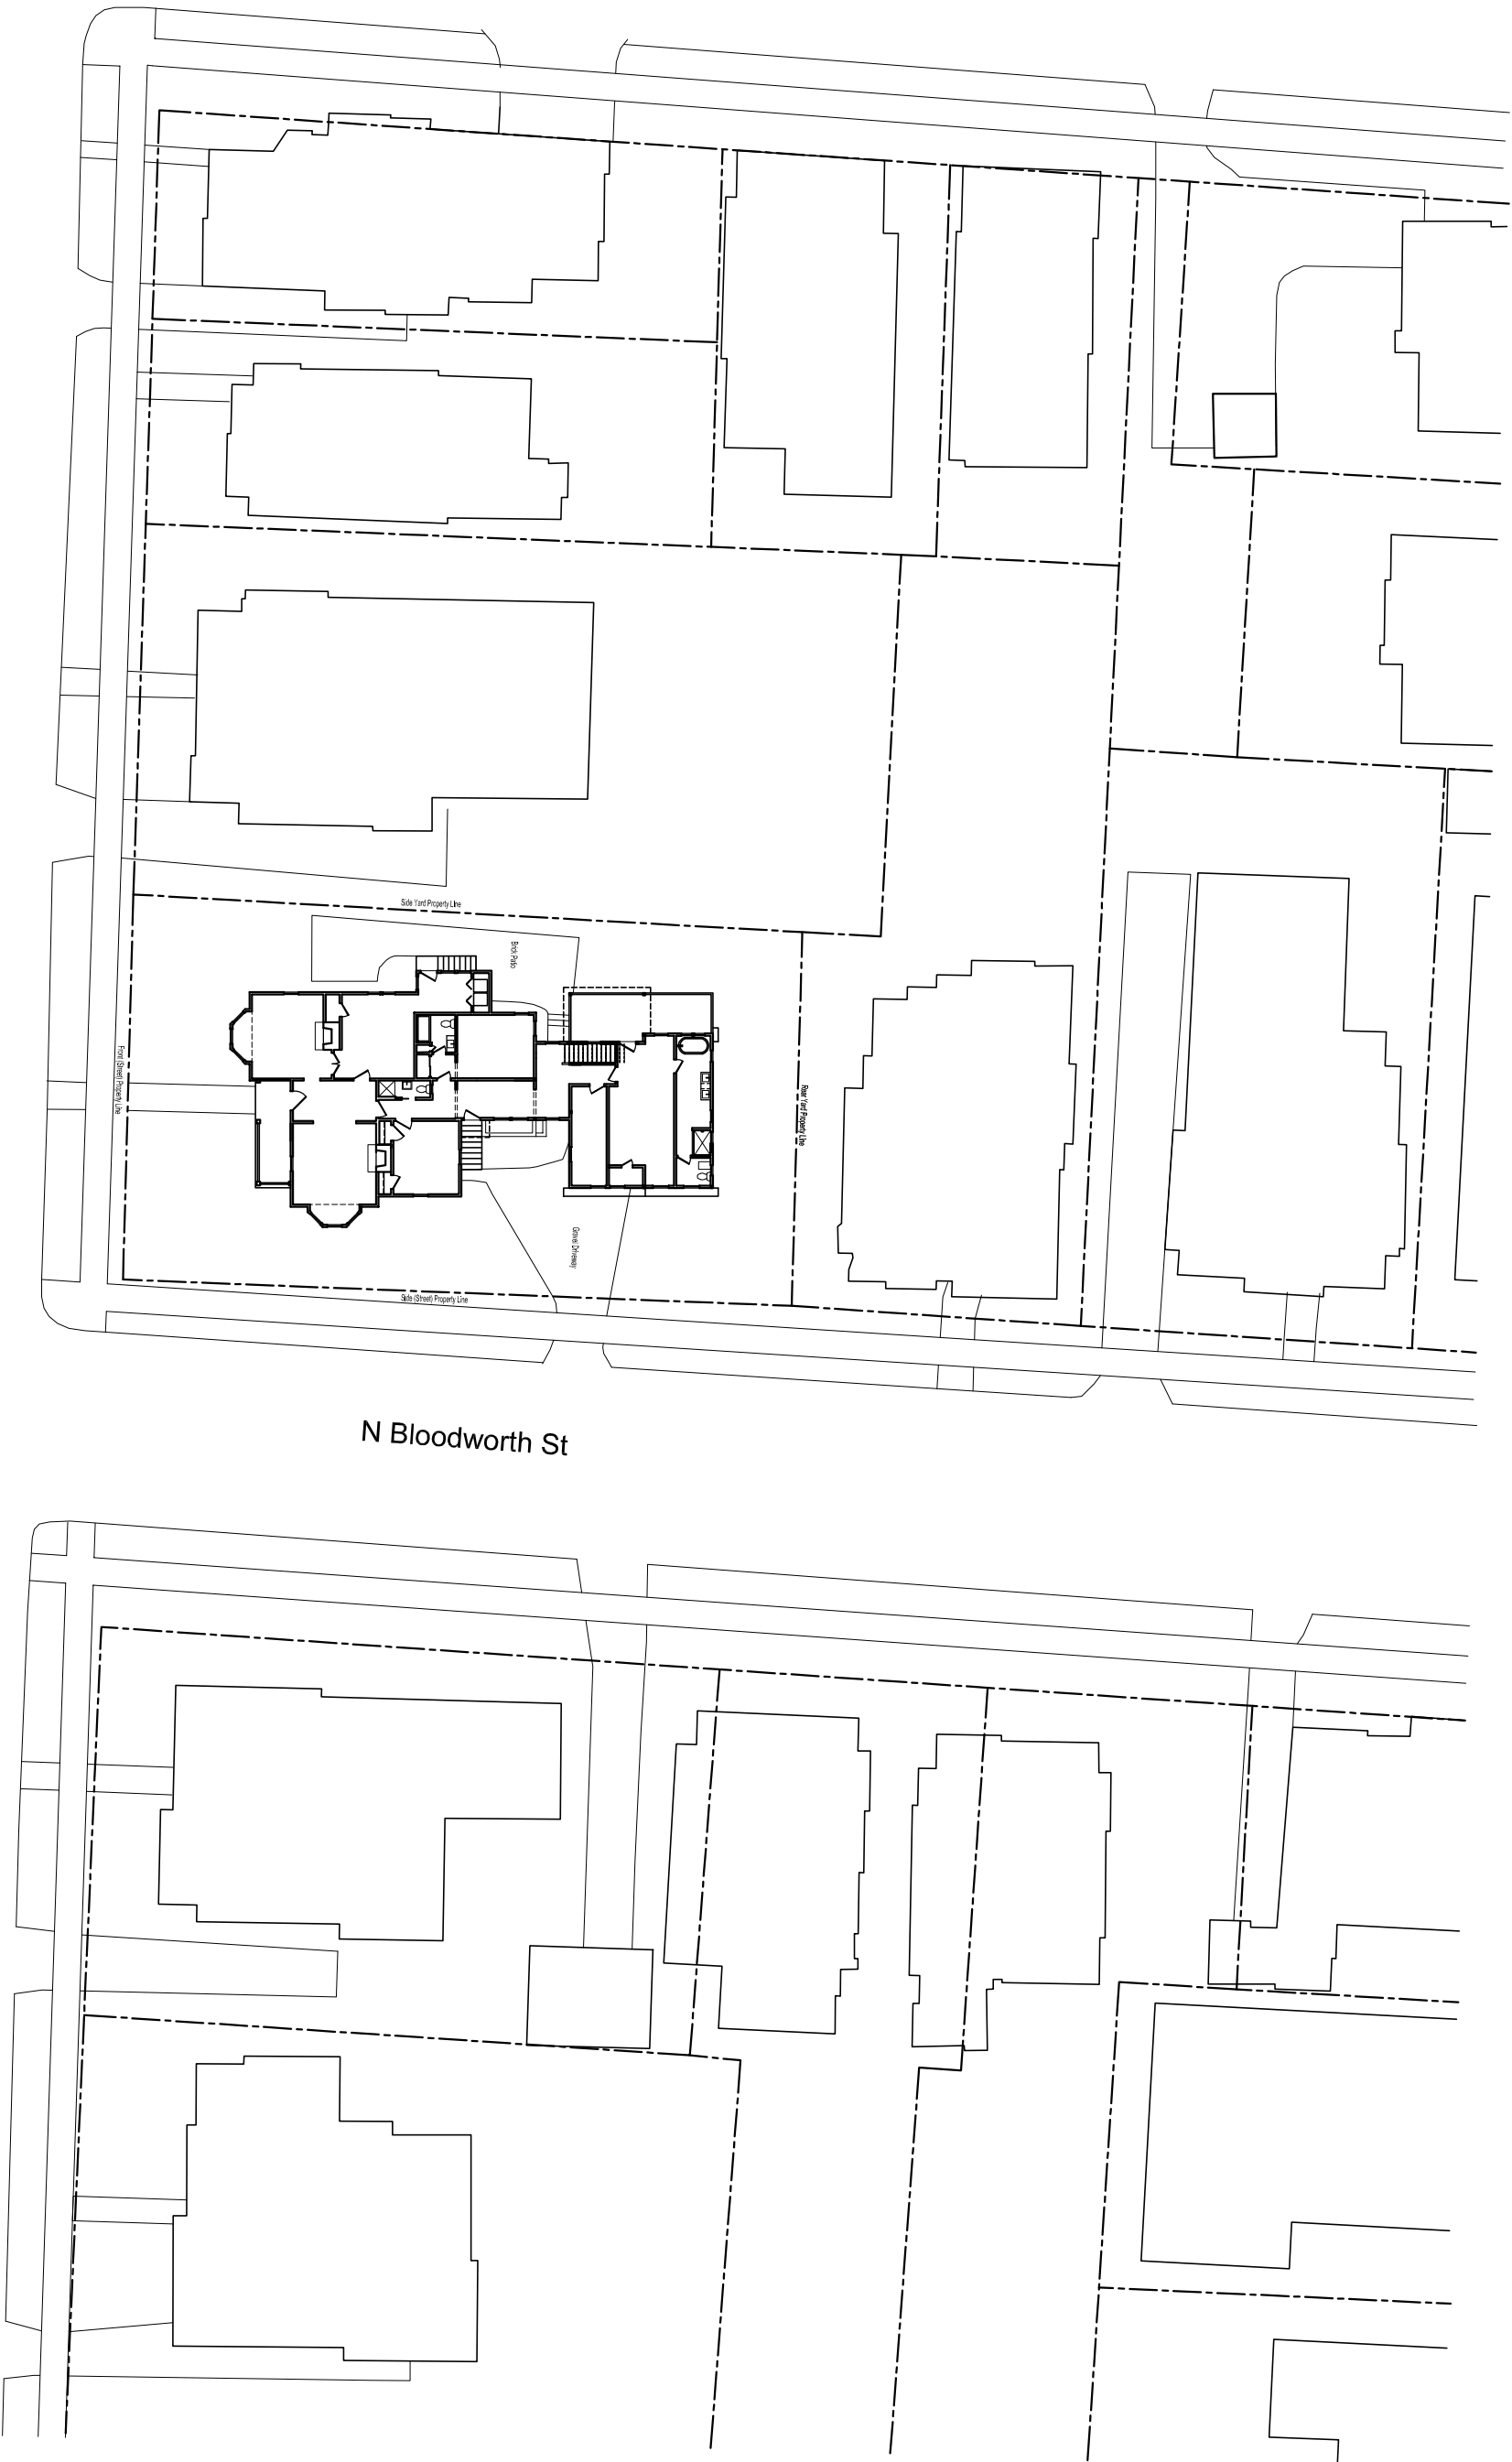 Side Yard Property Line
Brick Patio
Front (Street) Property Line
Rear Yard Property Line
Gravel Driveway
Side (Street) Property Line
N Bloodworth St